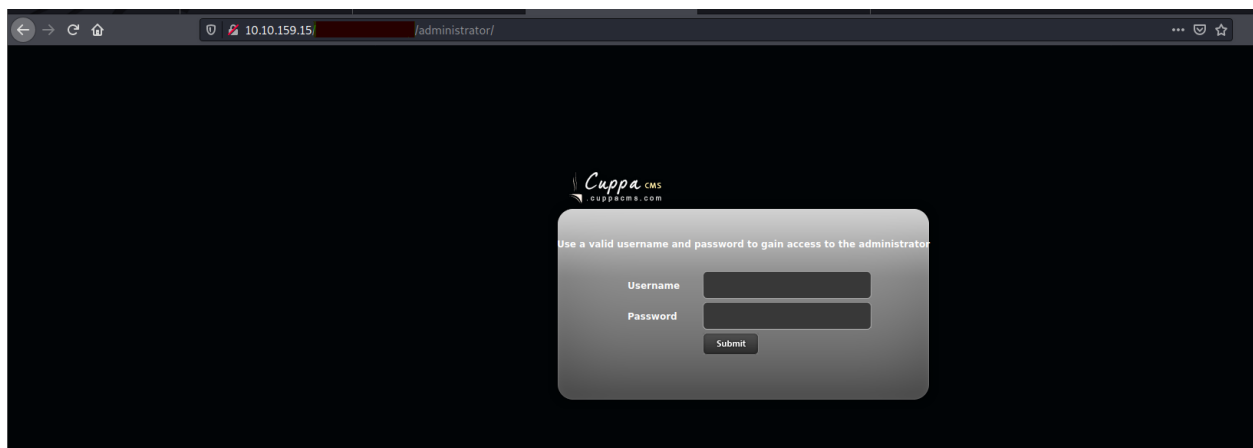 10.10.159.15/ /administrator/
Cuppa CMS
.cuppacms.com
Use a valid username and password to gain access to the administrator
Username
Password
Submit